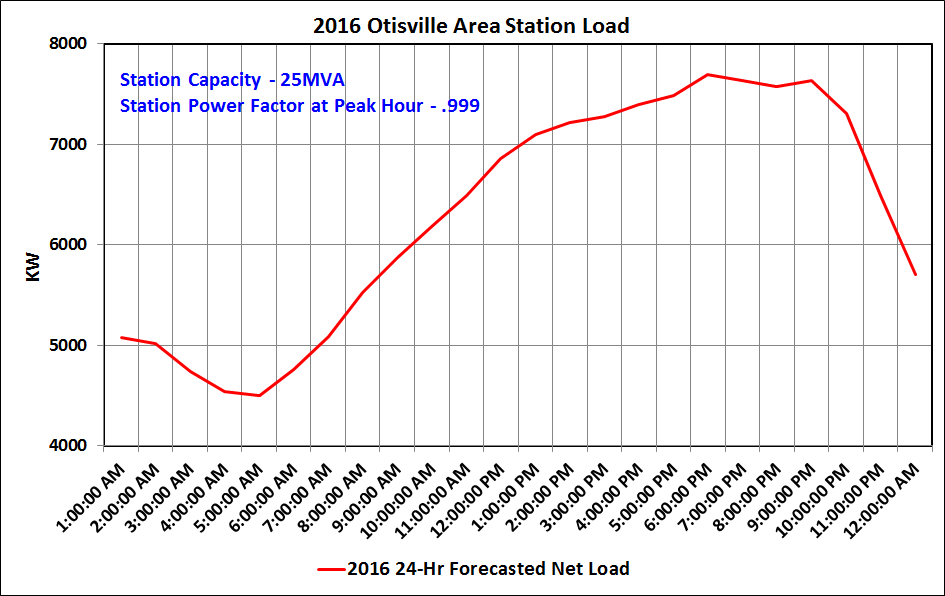 2016 Otisville Area Station Load
8000
Station Capacity - 25MVA
Station Power Factor at Peak Hour - .999
7000
6000
KW
5000
4000
1:00:00 AM
2:00:00 AM
3:00:00 AM
4:00:00 AM
5:00:00 AM
6:00:00 AM
7:00:00 AM
8:00:00 AM
9:00:00 AM
10:00:00 AM
11:00:00 AM
12:00:00 PM
1:00:00 PM
2:00:00 PM
3:00:00 PM
4:00:00 PM
5:00:00 PM
6:00:00 PM
7:00:00 PM
8:00:00 PM
9:00:00 PM
10:00:00 PM
11:00:00 PM
12:00:00 AM
2016 24-Hr Forecasted Net Load